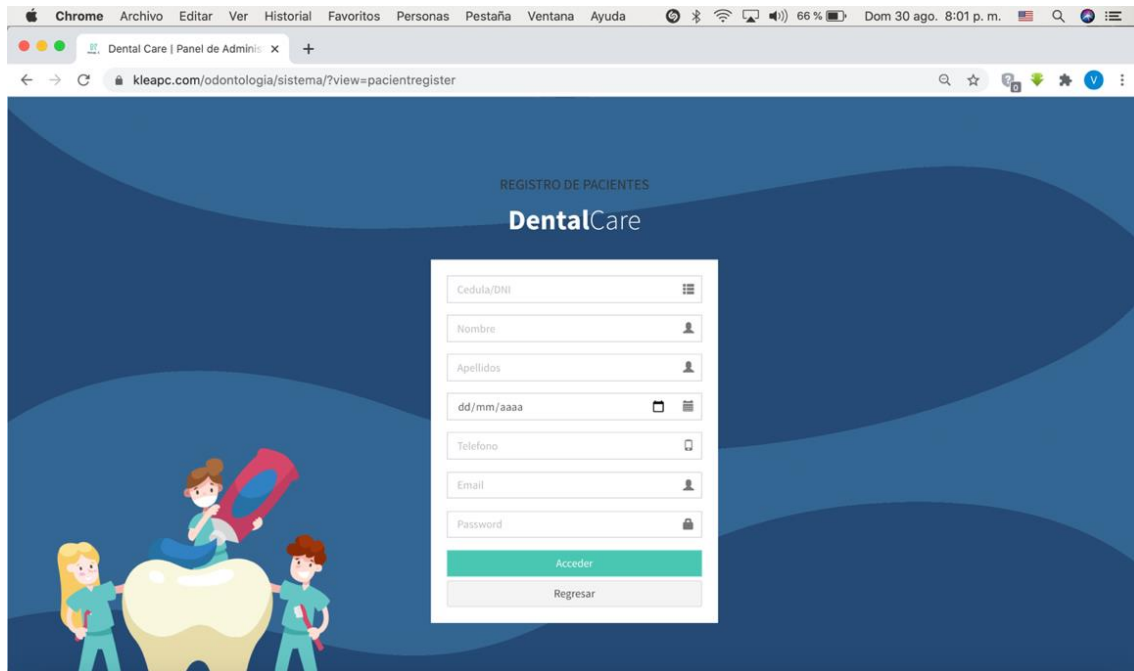 Chrome Archivo Editar Ver Historial Favoritos Personas Pestaña Ventana Ayuda 66 % Dom 30 ago. 8:01 p. m.
Dental Care | Panel de Adminis
kleapc.com/odontologia/sistema/?view=pacientregister
V
0
REGISTRO DE PACIENTES
DentalCare
Cedula/DNI
Nombre
Apellidos
dd/mm/aaaa
Telefono
Email
Password
Acceder
Regresar